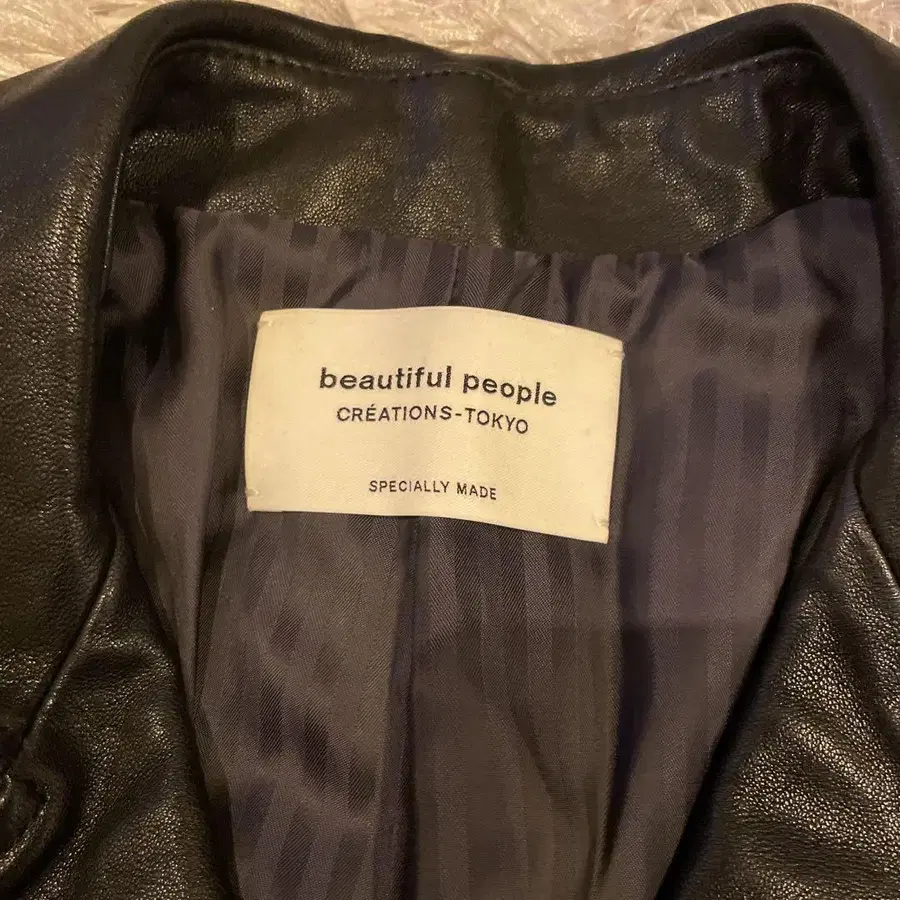 beautiful people
CRÉATIONS-TOKYO
SPECIALLY MADE